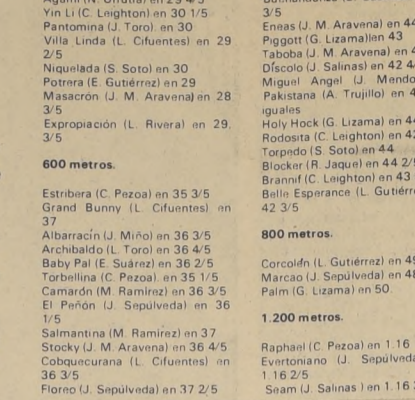 Yin Li (C. Leighton) en 30 1/5
Pantomina (J. Toro). en 30
Villa Linda (L. Cifuentes) en 29
2/5
Niquelada (S. Soto) en 30
Potrera (E. Gutiérrez) en 29
Masacrón (J. M. Aravena) en 28
3/5
Expropiación (L. Rivera) en 29.
3/5
600 metros.
Estribera (C. Pezoa) en 35 3/5
Grand Bunny (L. Cifuentes) en
37
Albarracín (J. Miño) en 36 3/5
Archibaldo (L. Toro) en 36 4/5
Baby Pal (E. Suárez) en 36 2/5
Torbellina (C. Pezoa). en 35 1/5
Camarón (M. Ramírez) en 36 3/5
El Peñón (J. Sepúlveda) en 36
1/5
Salmantina (M. Ramírez) en 37
Stocky (J. M. Aravena) en 36 4/5
Cobquecurana (L. Cifuentes) en
36 3/5
Floreo (J. Sepúlveda) en 37 2/5
3/5
Eneas (J. M. Aravena) en 44
Piggott (G. Lizama)len 43
Taboba (J. M. Aravena) en
Díscolo (J. Salinas) en 42
Miguel Angel (J.
Pakistana (A. Trujillo) en
iguales
Holy Hock (G. Lizama) en
Rodosita (C. Leighton) en
Torpedo (S. Soto) en 44
Blocker (R. Jaque) en 44
Brannif (C. Leighton) en 43
Belle Esperance (L.
42 3/5
800 metros.
Corcolén (L. Gutiérrez) en
Marcao (J. Sepúlveda) en
Palm (G. Lizama) en 50.
1.200 metros.
Raphael (C. Pezoa) en 1.16
Evertoniano (J.
1.16 2/5
Seam (J. Salinas ) en 1.16